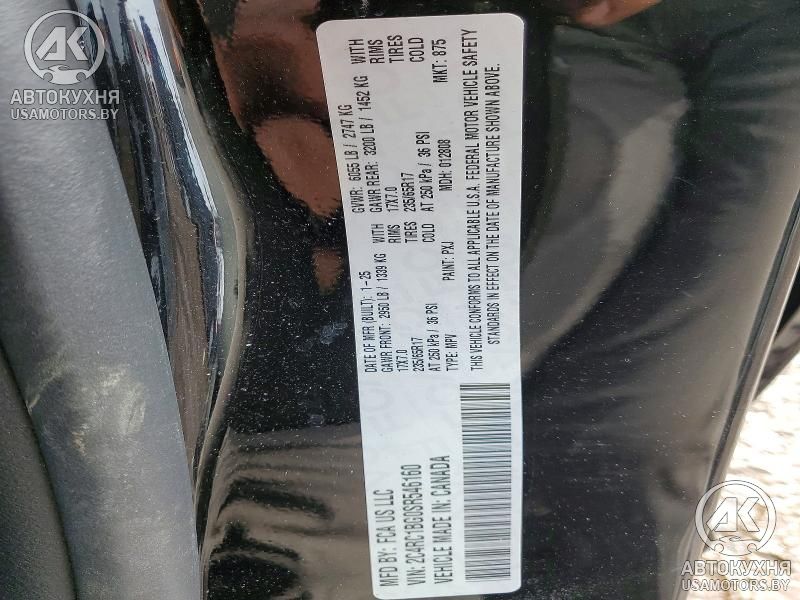 MFD BY: FCA US LLC
DATE OF MFR (BUILT): 1-25
GVWR: 6055 LB / 2747 KG
GAWR FRONT: 2950 LB / 1339 KG WITH
GAWR REAR: 3200 LB / 1452 KG WITH
17X7.0 RIMS
17X7.0 RIMS
235/65R17 TIRES
235/65R17 TIRES
AT 250 kPa / 36 PSI COLD
AT 250 kPa / 36 PSI COLD
VIN: 2C4RC1BG0SR546160
TYPE: MPV
PAINT: PXJ
MDH: 012808
MKT: 875
VEHICLE MADE IN: CANADA
THIS VEHICLE CONFORMS TO ALL APPLICABLE U.S.A. FEDERAL MOTOR VEHICLE SAFETY
STANDARDS IN EFFECT ON THE DATE OF MANUFACTURE SHOWN ABOVE.
АК
АВТОКУХНЯ
USAMOTORS.BY
АК
АВТОКУХНЯ
USAMOTORS.BY